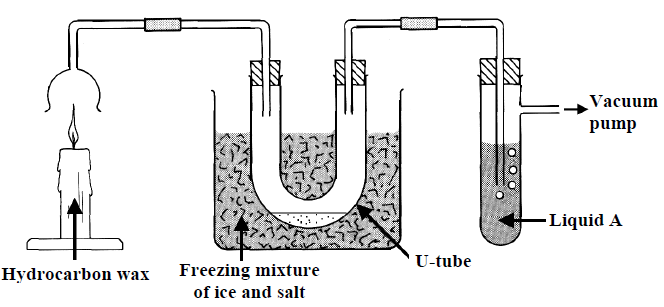 Vacuum
pump
Liquid A
U-tube
Hydrocarbon wax
Freezing mixture
of ice and salt